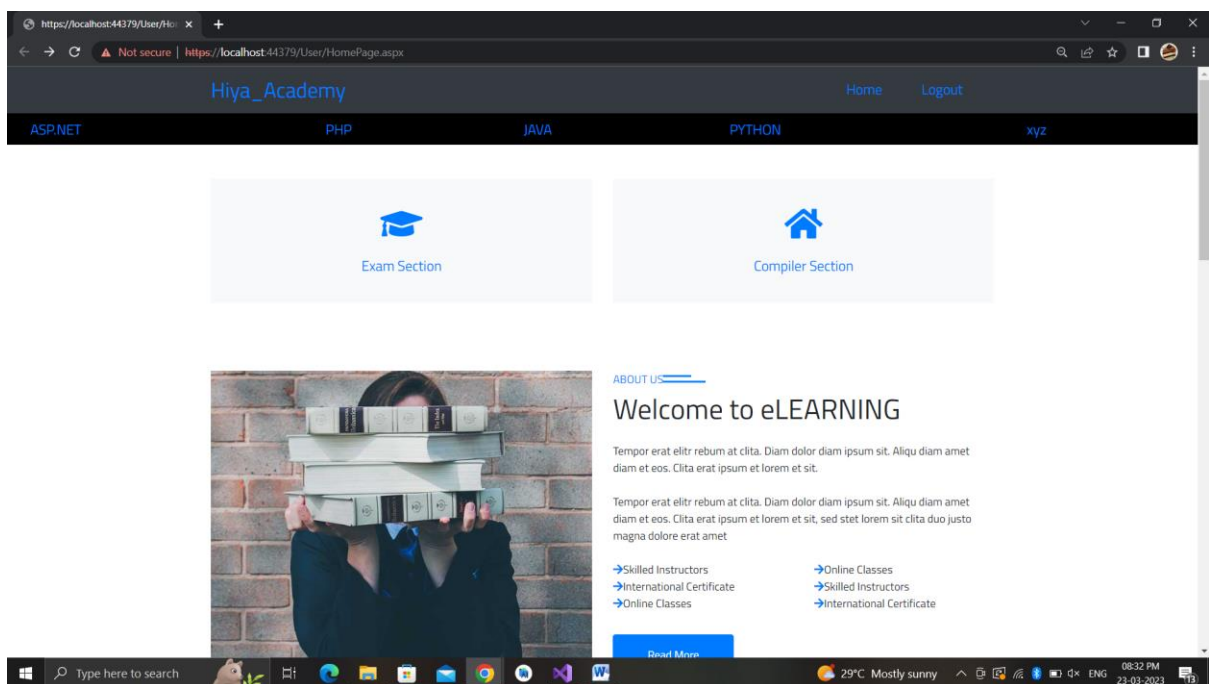 https://localhost:44379/User/Ho
Not secure | https://localhost:44379/User/HomePage.aspx
Hiya_Academy Home Logout
ASP.NET PHP JAVA PYTHON xyz
Exam Section Compiler Section
ABOUT US
Welcome to eLEARNING
Tempor erat elitr rebum at clita. Diam dolor diam ipsum sit. Aliqu diam amet
diam et eos. Clita erat ipsum et lorem et sit.
Tempor erat elitr rebum at clita. Diam dolor diam ipsum sit. Aliqu diam amet
diam et eos. Clita erat ipsum et lorem et sit, sed stet lorem sit clita duo justo
magna dolore erat amet
Skilled Instructors Online Classes
International Certificate Skilled Instructors
Online Classes International Certificate
Read More
Type here to search 29°C Mostly sunny ENG 08:32 PM
23-03-2023 13